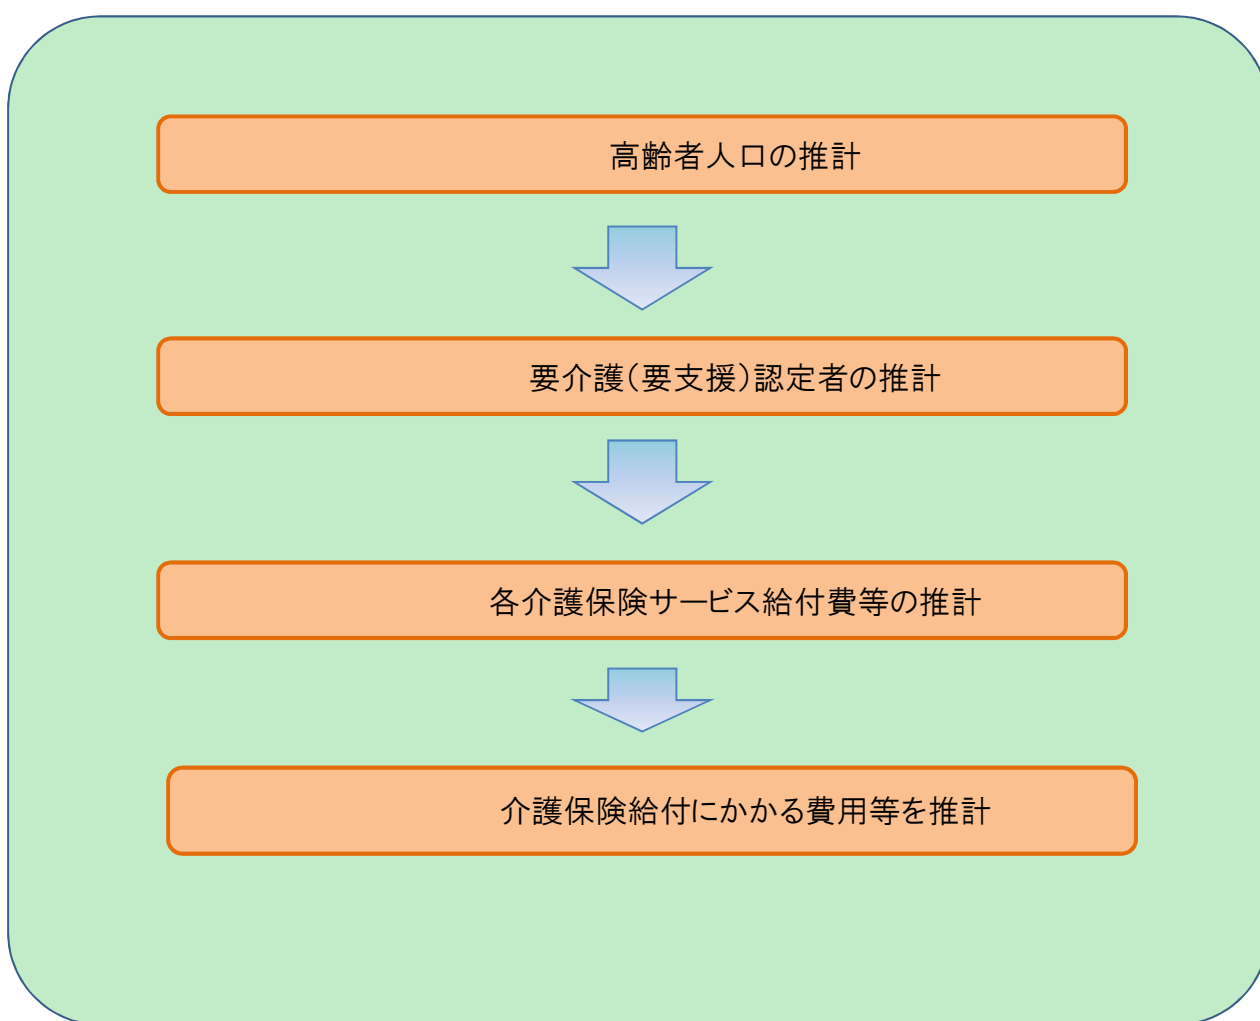 高齢者人口の推計
要介護(要支援)認定者の推計
各介護保険サービス給付費等の推計
介護保険給付にかかる費用等を推計